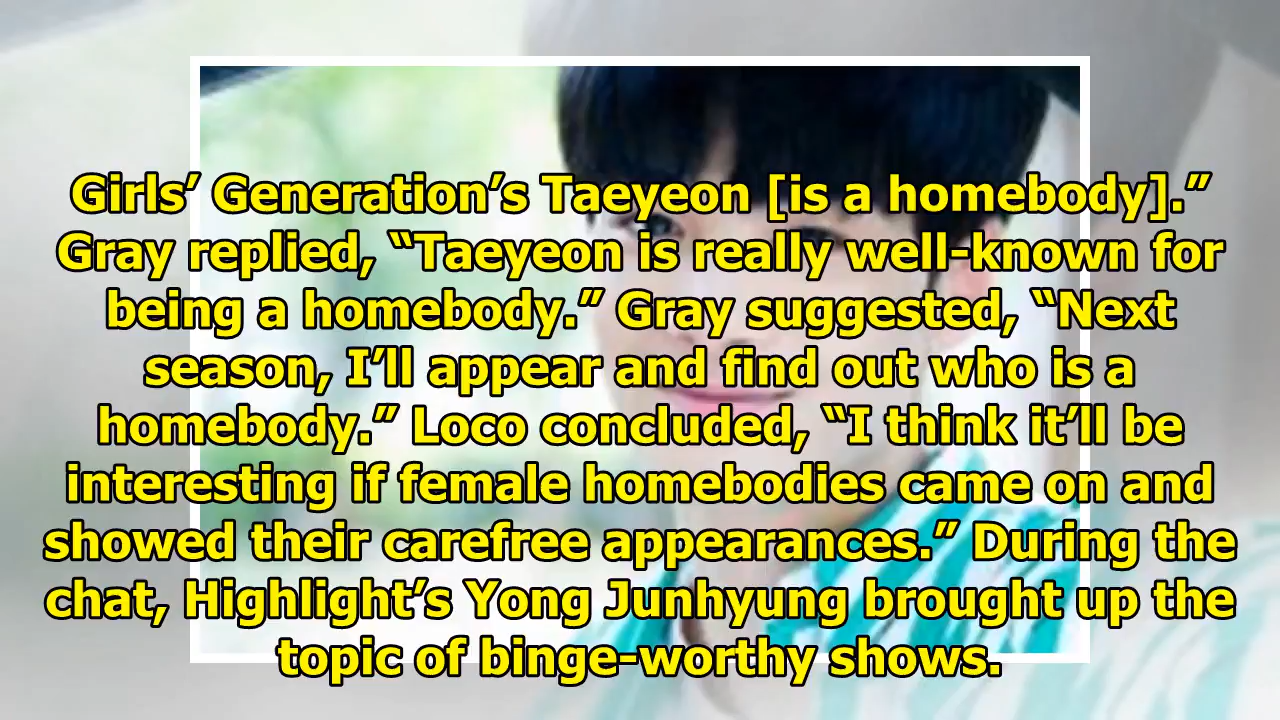 Girls’ Generation’s Taeyeon [is a homebody].”
Gray replied, “Taeyeon is really well-known for
being a homebody.” Gray suggested, “Next
season, I’ll appear and find out who is a
homebody.” Loco concluded, “I think it’ll be
interesting if female homebodies came on and
showed their carefree appearances.” During the
chat, Highlight’s Yong Junhyung brought up the
topic of binge-worthy shows.